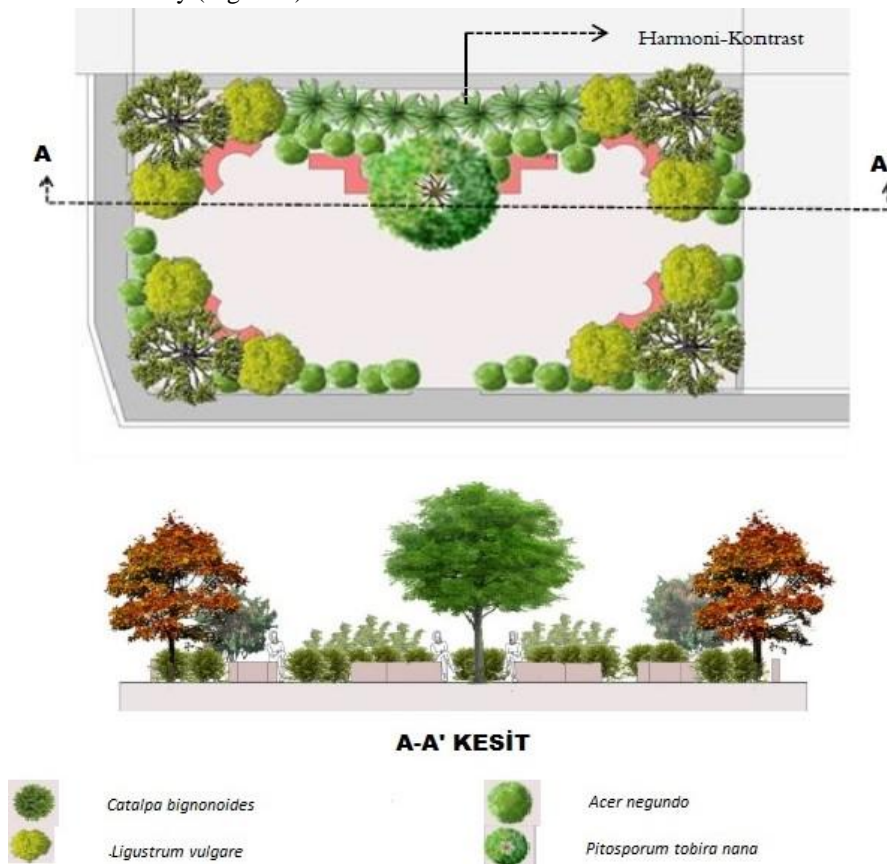 Harmoni-Kontrast
A
A
A-A' KESİT
Catalpa bignonoides
Acer negundo
.Ligustrum vulgare
Pitosporum tobira nana